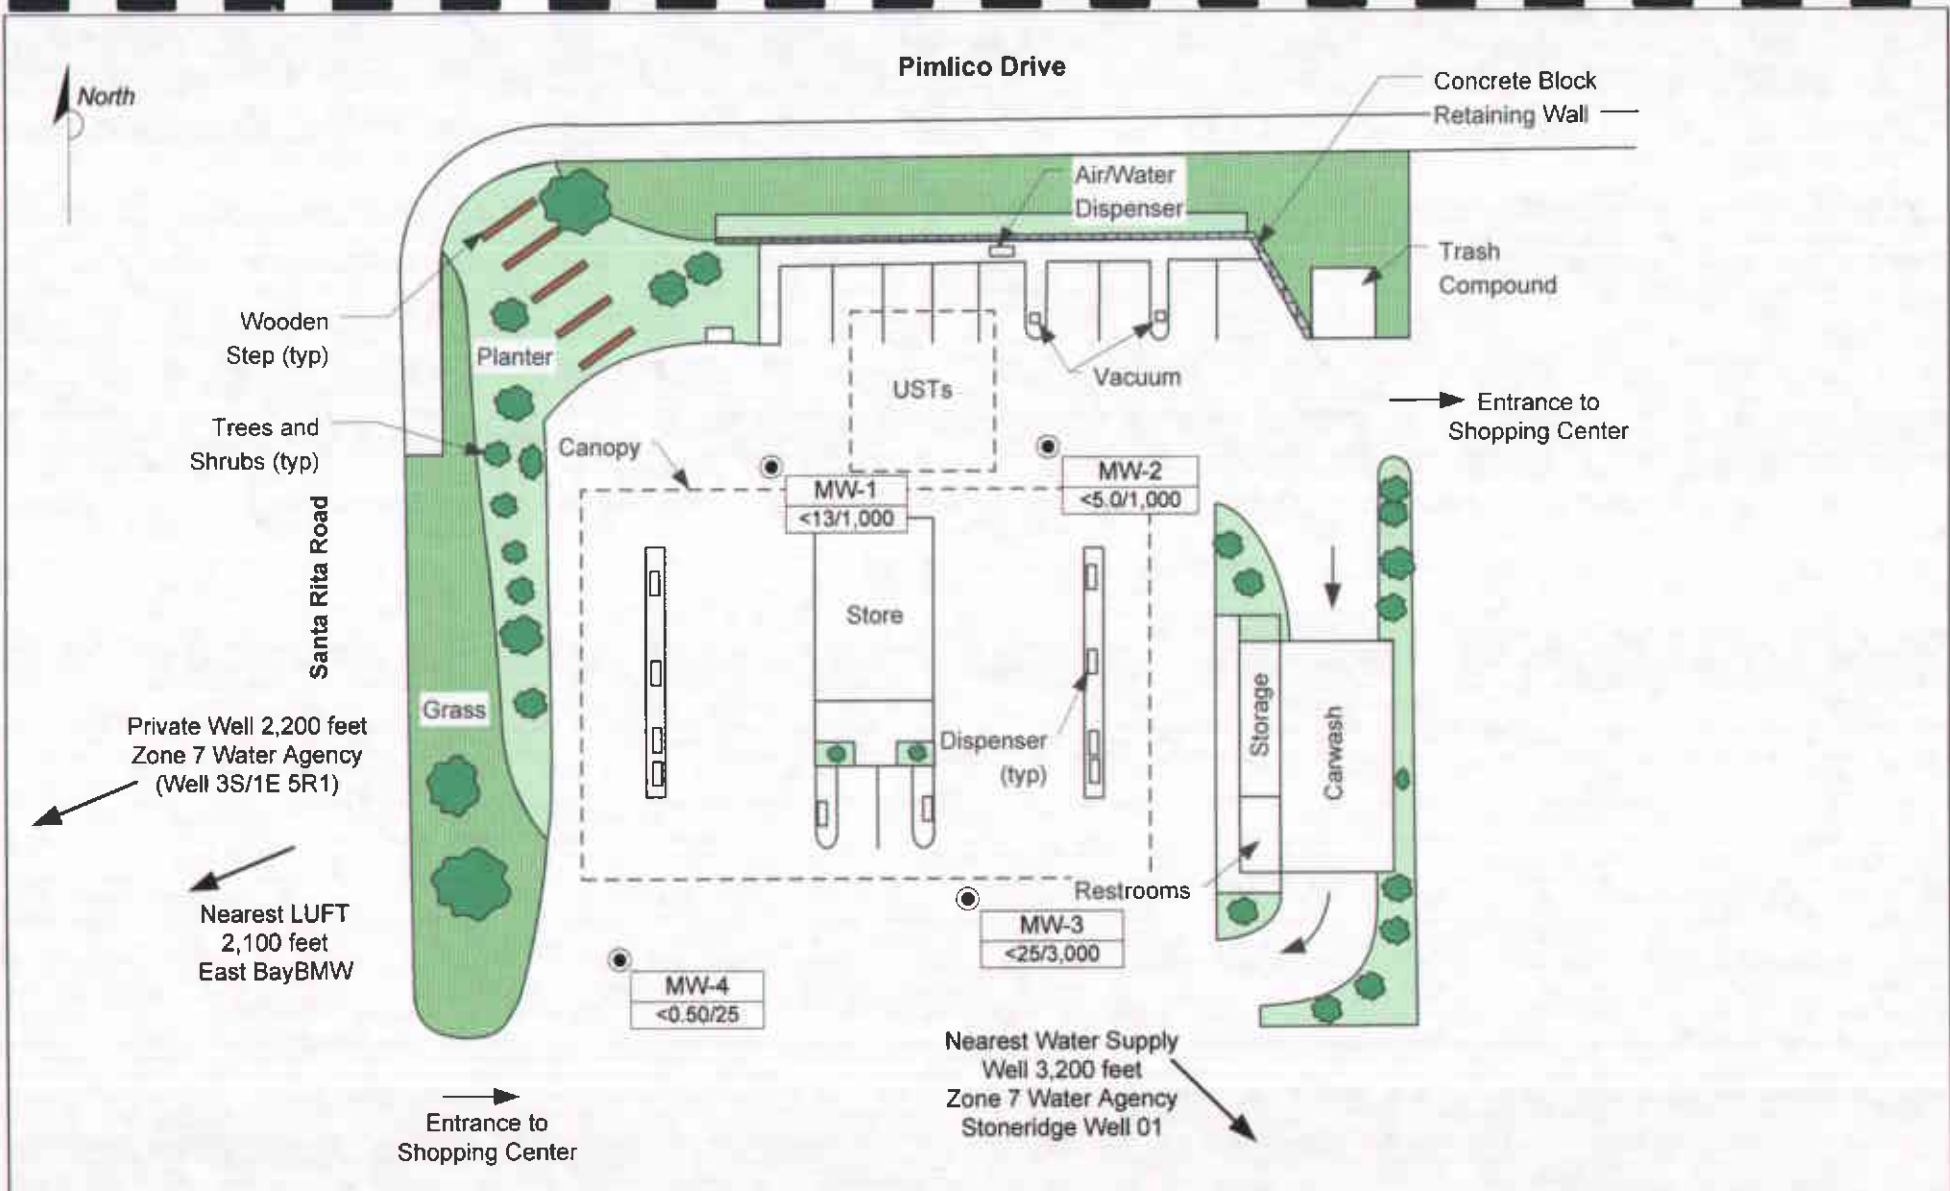 Pimlico Drive
North
Concrete Block
Retaining Wall
Air/Water
Dispenser
Trash
Compound
Wooden
Step (typ)
Planter
USTs
Vacuum
Entrance to
Shopping Center
Trees and
Shrubs (typ)
Canopy
MW-1
<13/1,000
MW-2
<5.0/1,000
Santa Rita Road
Store
Grass
Storage
Carwash
Dispenser
(typ)
Private Well 2,200 feet
Zone 7 Water Agency
(Well 3S/1E 5R1)
Restrooms
Nearest LUFT
2,100 feet
East BayBMW
MW-3
<25/3,000
MW-4
<0.50/25
Nearest Water Supply
Well 3,200 feet
Zone 7 Water Agency
Stoneridge Well 01
Entrance to
Shopping Center